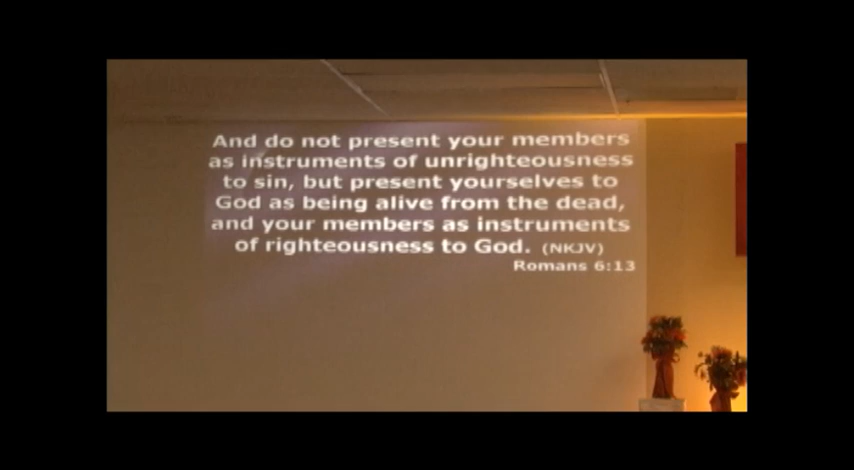 And do not present your members
as instruments of unrighteousness
to sin, but present yourselves to
God as being alive from the dead,
and your members as instruments
of righteousness to God. (NKJV)
Romans 6:13